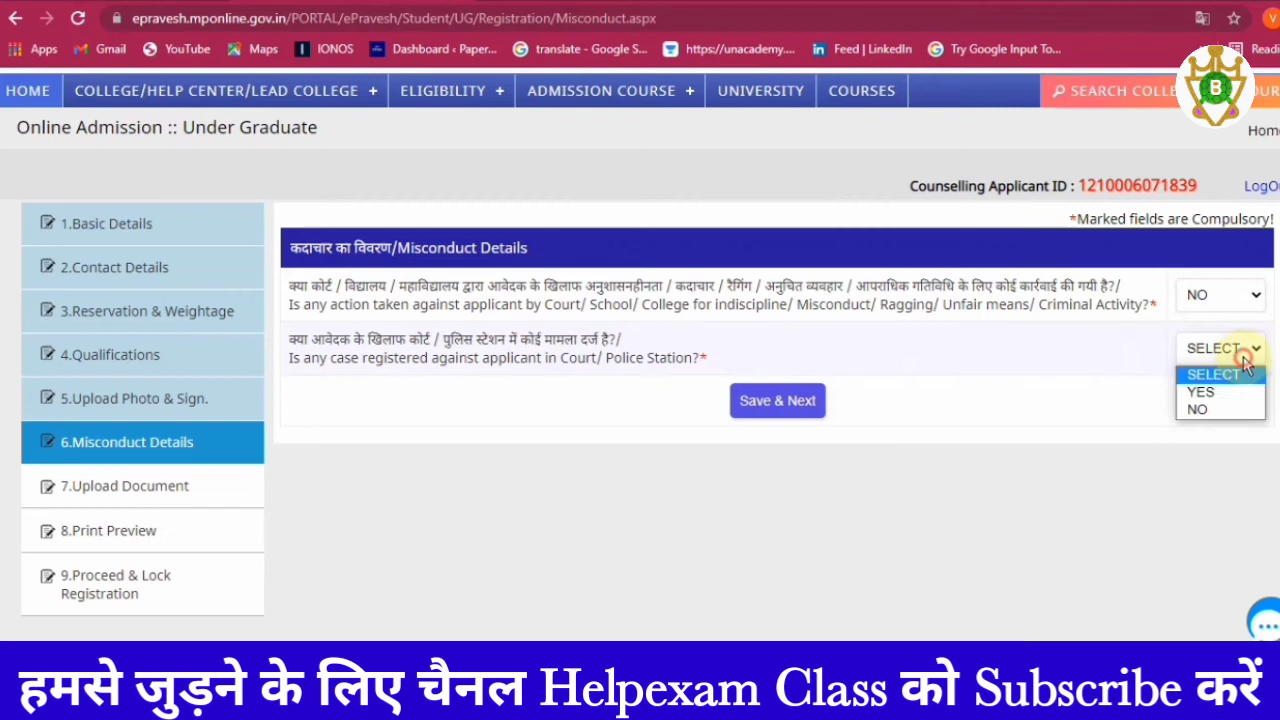 epravesh.mponline.gov.in/PORTAL/ePravesh/Student/UG/Registration/Misconduct.aspx
Apps Gmail YouTube Maps IONOS Dashboard ‹ Paper... translate - Google S... https://unacademy.... Feed | LinkedIn Try Google Input To...
HOME COLLEGE/HELP CENTER/LEAD COLLEGE + ELIGIBILITY + ADMISSION COURSE + UNIVERSITY COURSES SEARCH COLLE
B
Online Admission :: Under Graduate
Hom
Counselling Applicant ID : 1210006071839 LogO
*Marked fields are Compulsory!
1.Basic Details
2.Contact Details
3.Reservation & Weightage
4.Qualifications
5.Upload Photo & Sign.
6.Misconduct Details
7.Upload Document
8.Print Preview
9.Proceed & Lock
Registration
कदाचार का विवरण/Misconduct Details
क्या कोर्ट / विद्यालय / महाविद्यालय द्वारा आवेदक के खिलाफ अनुशासनहीनता / कदाचार / रैगिंग / अनुचित व्यवहार / आपराधिक गतिविधि के लिए कोई कार्रवाई की गयी है?/
Is any action taken against applicant by Court/ School/ College for indiscipline/ Misconduct/ Ragging/ Unfair means/ Criminal Activity?*
NO
क्या आवेदक के खिलाफ कोर्ट / पुलिस स्टेशन में कोई मामला दर्ज है?/
Is any case registered against applicant in Court/ Police Station?*
SELECT
SELECT
YES
NO
Save & Next
हमसे जुड़ने के लिए चैनल Helpexam Class को Subscribe करें